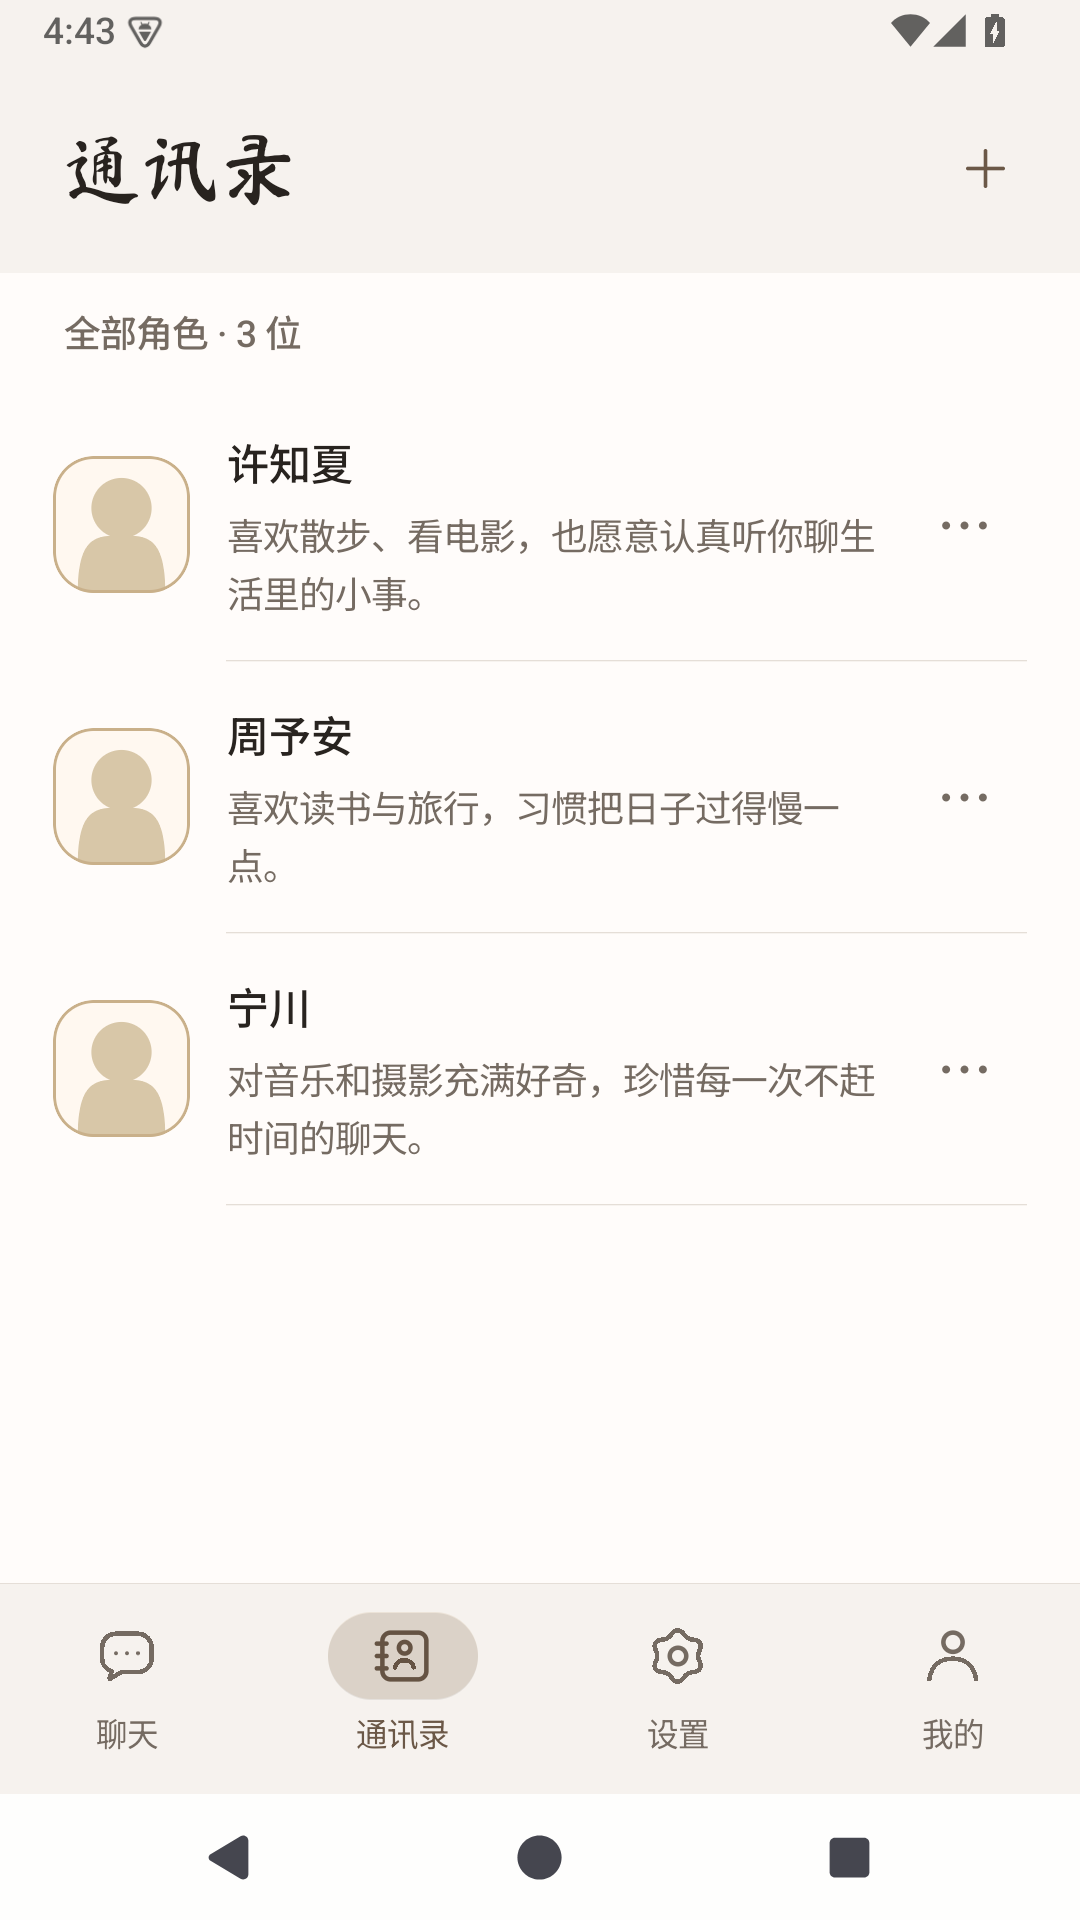 4:43
通讯录
全部角色 · 3 位
许知夏
喜欢散步、看电影，也愿意认真听你聊生
活里的小事。
周予安
喜欢读书与旅行，习惯把日子过得慢一
点。
宁川
对音乐和摄影充满好奇，珍惜每一次不赶
时间的聊天。
聊天
通讯录
设置
我的